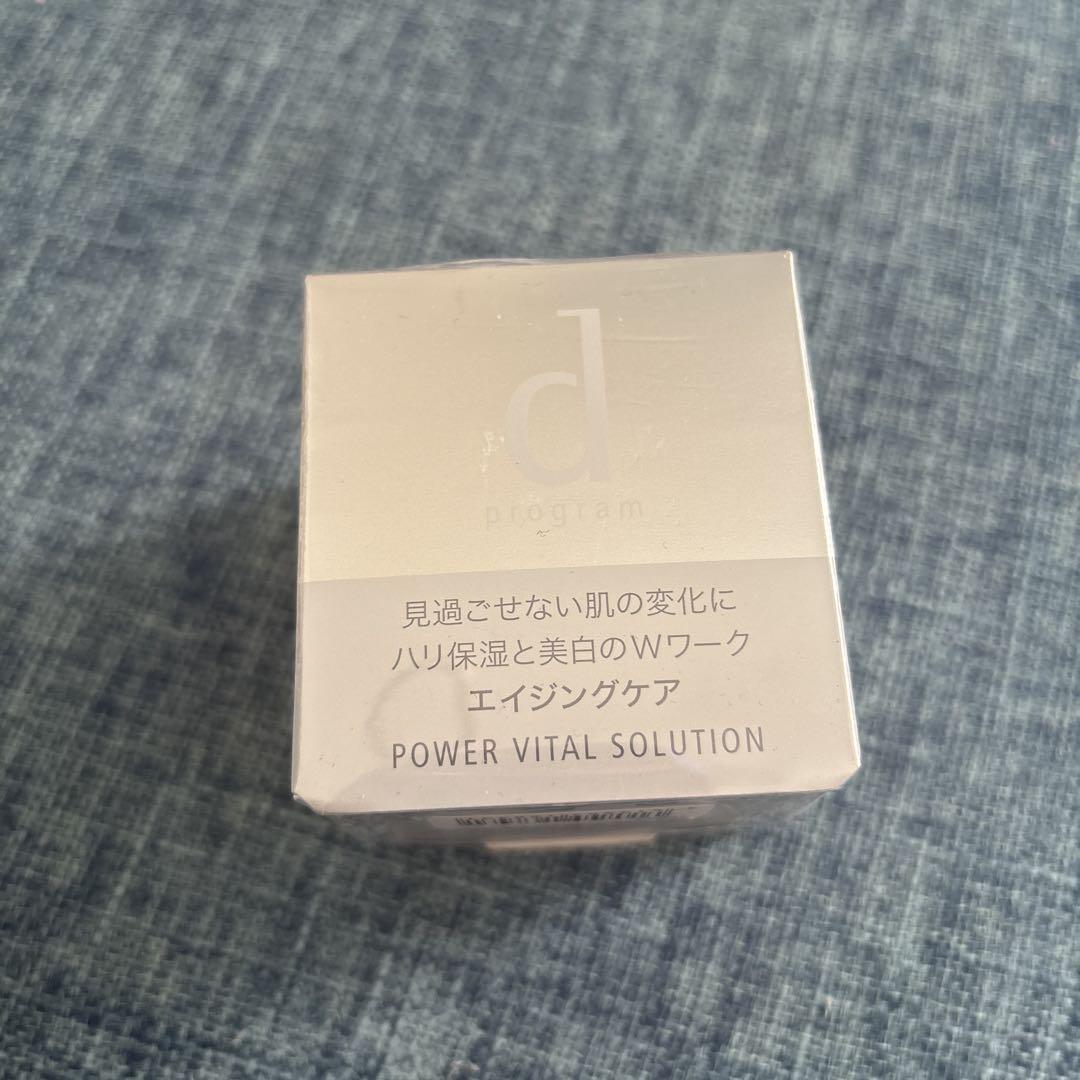 d
program
見過ごせない肌の変化に
ハリ保湿と美白のWワーク
エイジングケア
POWER VITAL SOLUTION